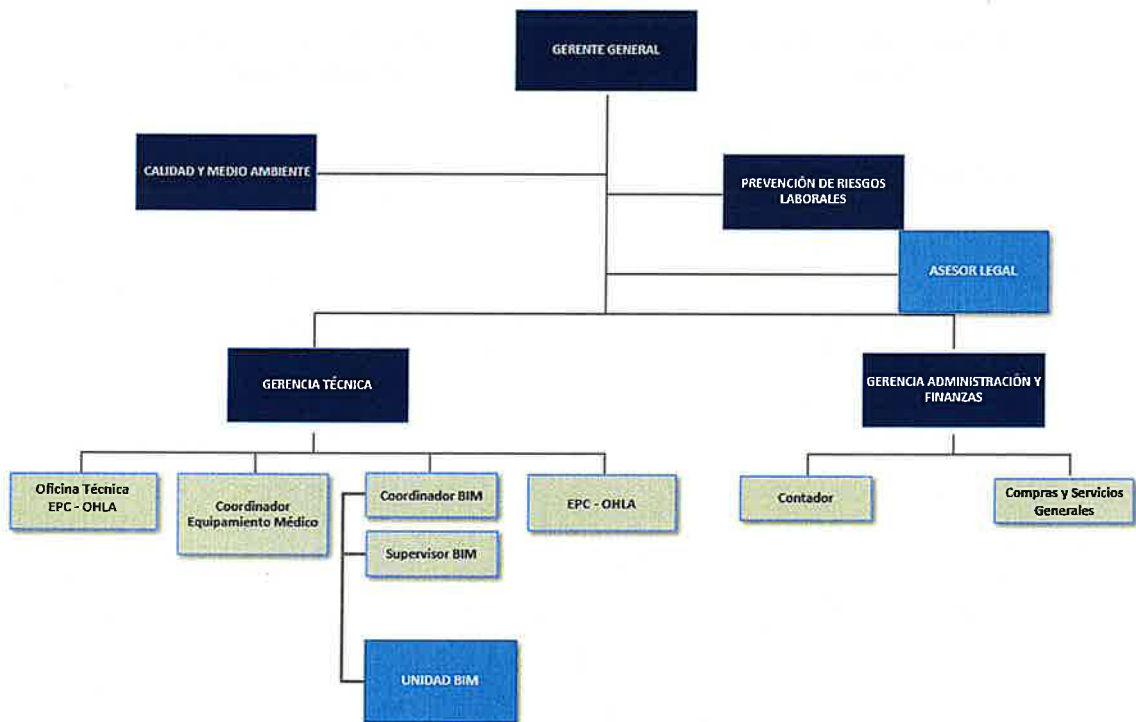 GERENTE GENERAL
CALIDAD Y MEDIO AMBIENTE
PREVENCIÓN DE RIESGOS
LABORALES
ASESOR LEGAL
GERENCIA TÉCNICA
GERENCIA ADMINISTRACIÓN Y
FINANZAS
Oficina Técnica
EPC - OHLA
Coordinador
Equipamiento Médico
Coordinador BIM
Supervisor BIM
UNIDAD BIM
EPC - OHLA
Contador
Compras y Servicios
Generales